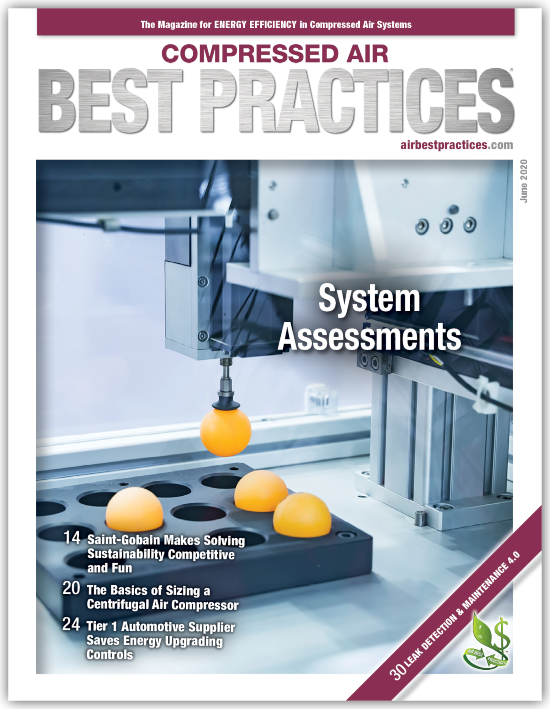 The Magazine for ENERGY EFFICIENCY in Compressed Air Systems
COMPRESSED AIR
BEST PRACTICES
airbestpractices.com
June 2020
System
Assessments
14 Saint-Gobain Makes Solving
Sustainability Competitive
and Fun
20 The Basics of Sizing a
Centrifugal Air Compressor
24 Tier 1 Automotive Supplier
Saves Energy Upgrading
Controls
30 LEAK DETECTION & MAINTENANCE 4.0
$